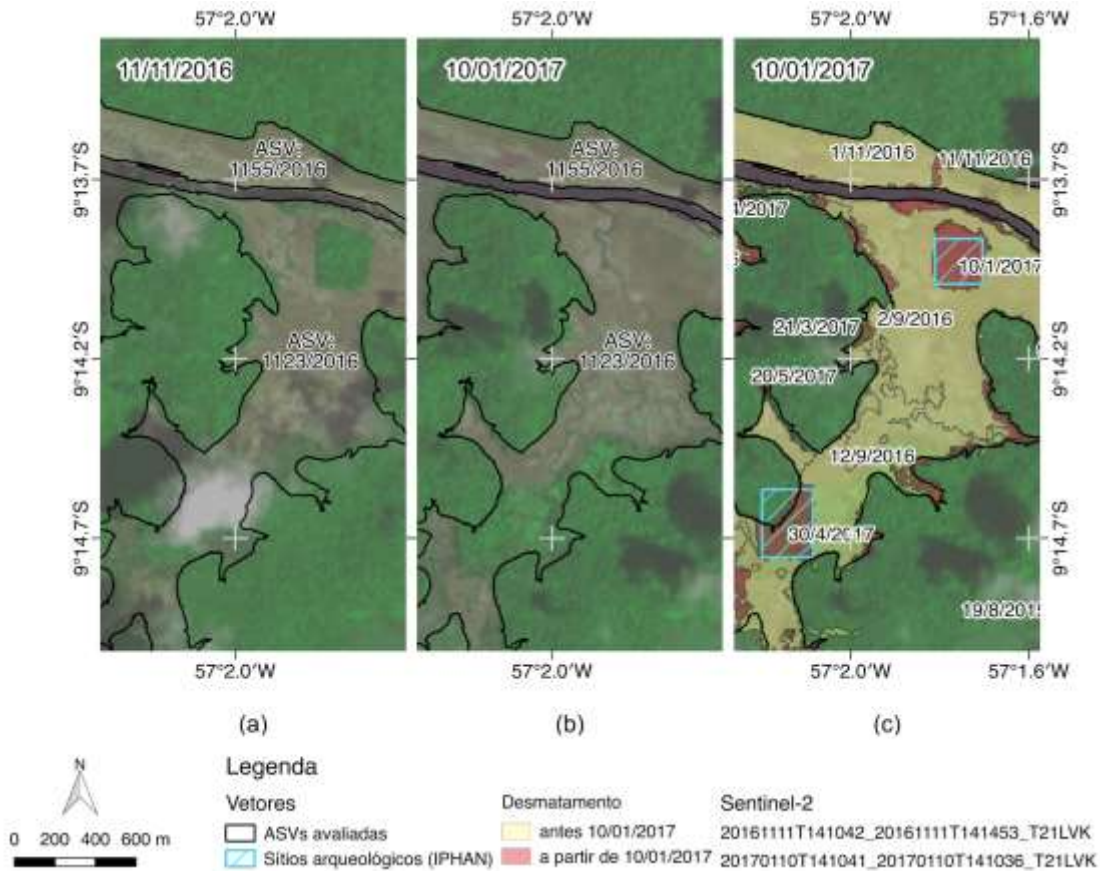 57°2.0'W 57°2.0'W 57°2.0'W 57°1.6'W
11/11/2016
10/01/2017
10/01/2017
9°13.7'S
9°14.2'S
9°14.7'S
ASV:
1155/2016
ASV:
1123/2016
ASV:
1155/2016
ASV:
1123/2016
1/11/2016
11/11/2016
/2017
10/1/2017
2/9/2016
21/3/2017
20/5/2017
12/9/2016
30/4/2017
19/8/2015
9°13.7'S
9°14.2'S
9°14.7'S
57°2.0'W 57°2.0'W 57°2.0'W 57°1.6'W
(a) (b) (c)
N
0 200 400 600 m
Legenda
Vetores
ASVs avaliadas
Sítios arqueológicos (IPHAN)
Desmatamento
antes 10/01/2017
a partir de 10/01/2017
Sentinel-2
20161111T141042_20161111T141453_T21LVK
20170110T141041_20170110T141036_T21LVK